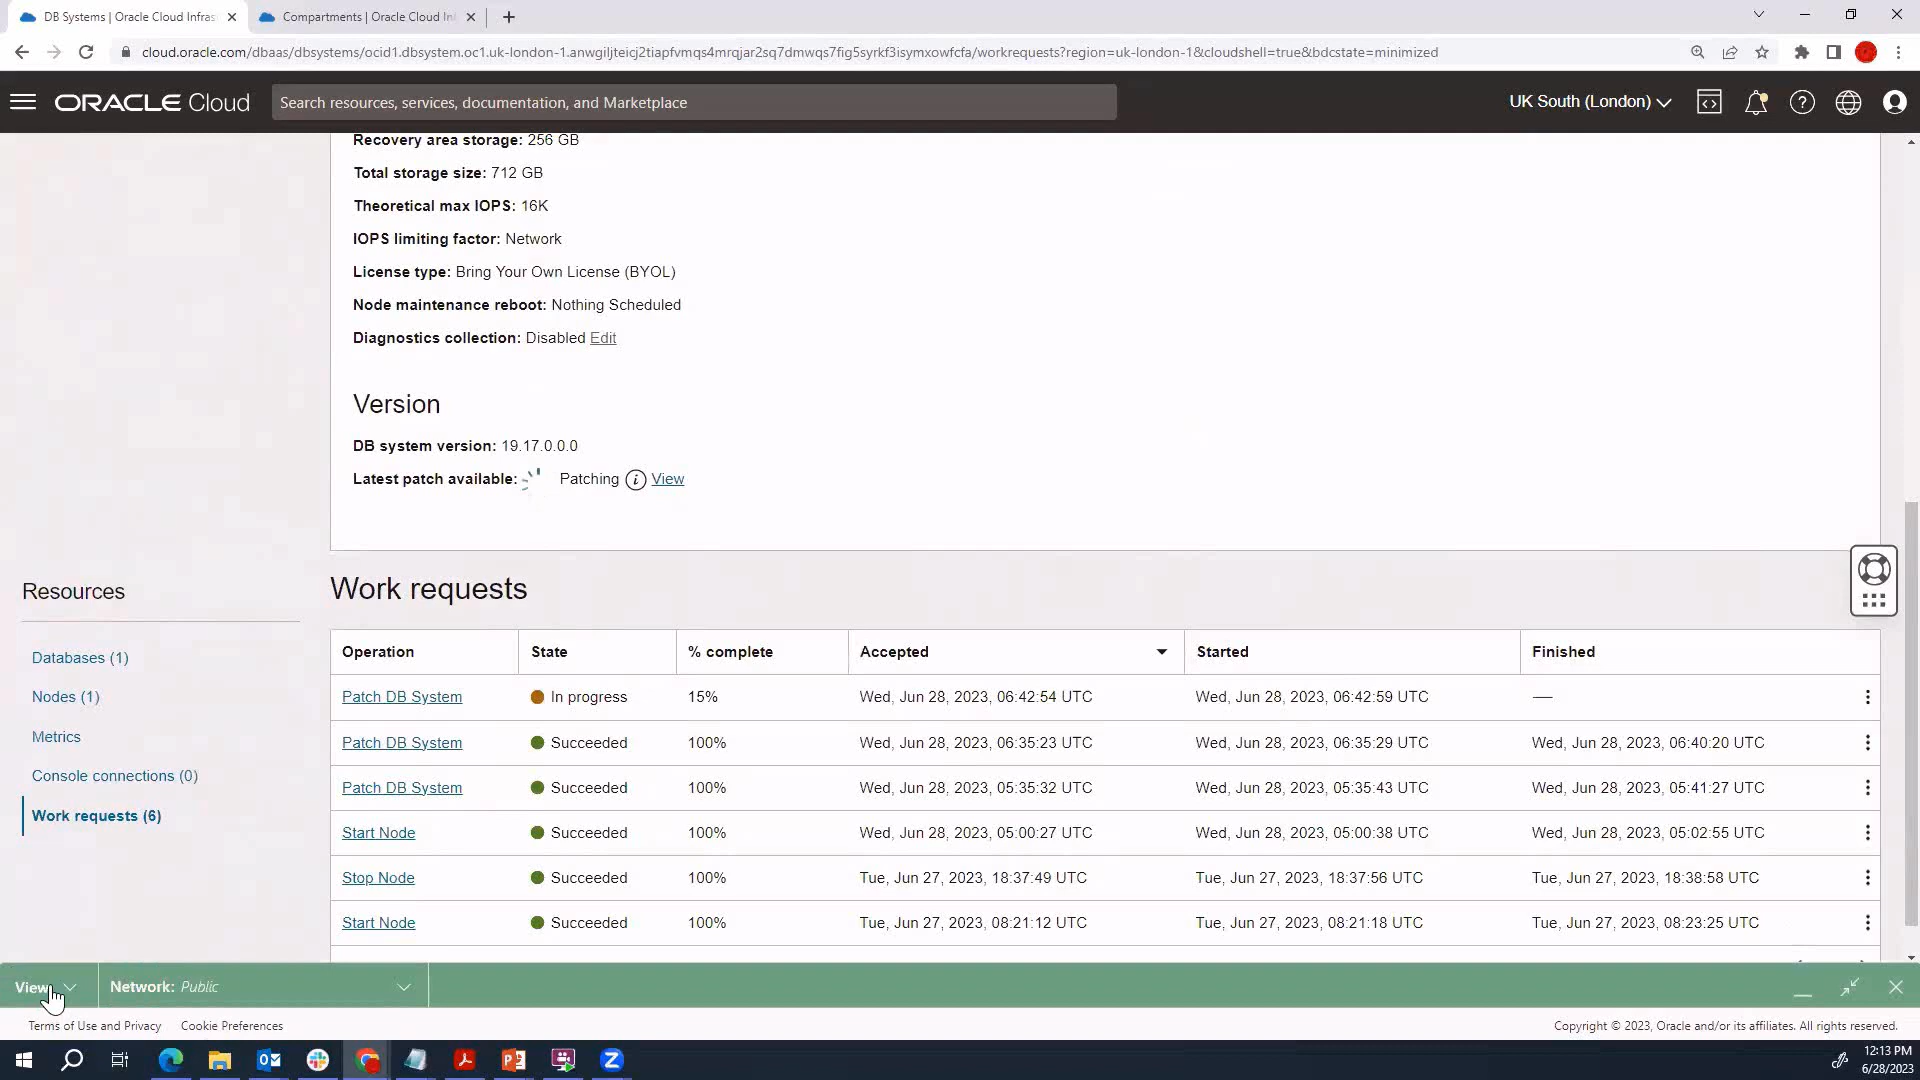 DB Systems | Oracle Cloud Infras
Compartments | Oracle Cloud Inf
cloud.oracle.com/dbaas/dbsystems/ocid1.dbsystem.oc1.uk-london-1.anwgiljteicj2tiapfvmqs4mrqjar2sq7dmwqs7fig5syrkf3isymxowfcfa/workrequests?region=uk-london-1&cloudshell=true&bdcstate=minimized
ORACLE Cloud
Search resources, services, documentation, and Marketplace
UK South (London)
Recovery area storage: 256 GB
Total storage size: 712 GB
Theoretical max IOPS: 16K
IOPS limiting factor: Network
License type: Bring Your Own License (BYOL)
Node maintenance reboot: Nothing Scheduled
Diagnostics collection: Disabled Edit
Version
DB system version: 19.17.0.0.0
Latest patch available: Patching View
Resources
Databases (1)
Nodes (1)
Metrics
Console connections (0)
Work requests (6)
Work requests
Operation State % complete Accepted Started Finished
Patch DB System In progress 15% Wed, Jun 28, 2023, 06:42:54 UTC Wed, Jun 28, 2023, 06:42:59 UTC —
Patch DB System Succeeded 100% Wed, Jun 28, 2023, 06:35:23 UTC Wed, Jun 28, 2023, 06:35:29 UTC Wed, Jun 28, 2023, 06:40:20 UTC
Patch DB System Succeeded 100% Wed, Jun 28, 2023, 05:35:32 UTC Wed, Jun 28, 2023, 05:35:43 UTC Wed, Jun 28, 2023, 05:41:27 UTC
Start Node Succeeded 100% Wed, Jun 28, 2023, 05:00:27 UTC Wed, Jun 28, 2023, 05:00:38 UTC Wed, Jun 28, 2023, 05:02:55 UTC
Stop Node Succeeded 100% Tue, Jun 27, 2023, 18:37:49 UTC Tue, Jun 27, 2023, 18:37:56 UTC Tue, Jun 27, 2023, 18:38:58 UTC
Start Node Succeeded 100% Tue, Jun 27, 2023, 08:21:12 UTC Tue, Jun 27, 2023, 08:21:18 UTC Tue, Jun 27, 2023, 08:23:25 UTC
View Network: Public
Terms of Use and Privacy Cookie Preferences
Copyright © 2023, Oracle and/or its affiliates. All rights reserved.
12:13 PM
6/28/2023